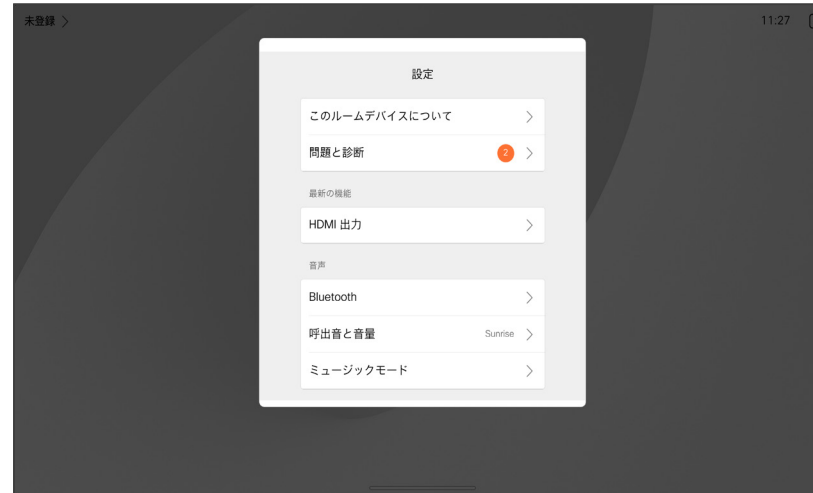 未登録
11:27
設定
このルームデバイスについて
問題と診断 2
最新の機能
HDMI 出力
音声
Bluetooth
呼出音と音量 Sunrise
ミュージックモード